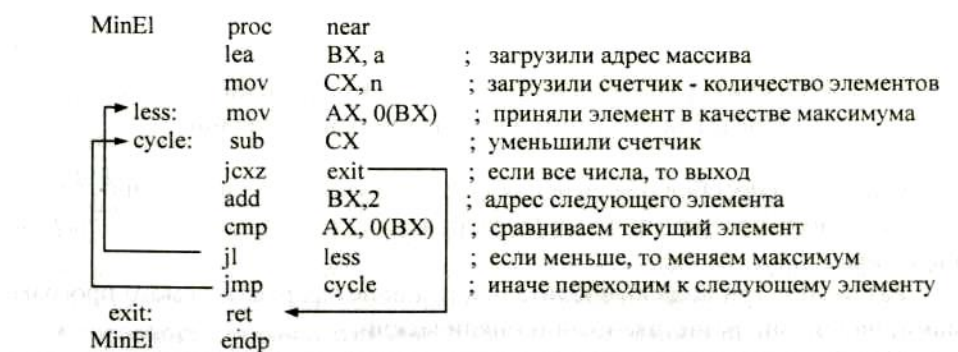 MinEl proc near
lea BX, a ; загрузили адрес массива
mov CX, n ; загрузили счетчик - количество элементов
less: mov AX, 0(BX) ; приняли элемент в качестве максимума
cycle: sub CX ; уменьшили счетчик
jcxz exit ; если все числа, то выход
add BX,2 ; адрес следующего элемента
cmp AX, 0(BX) ; сравниваем текущий элемент
jl less ; если меньше, то меняем максимум
jmp cycle ; иначе переходим к следующему элементу
exit: ret
MinEl endp